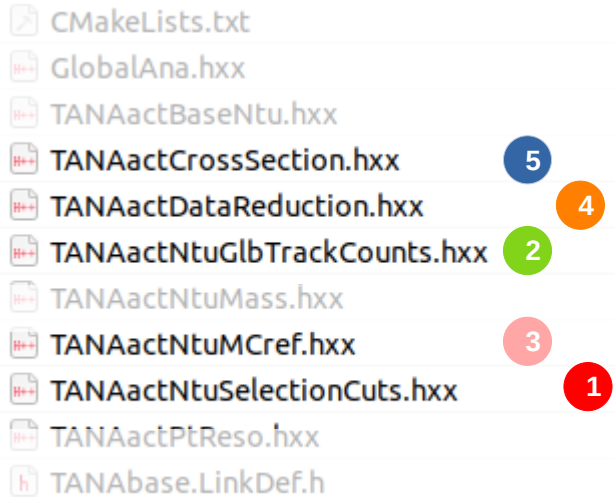 CMakeLists.txt
GlobalAna.hxx
TANAactBaseNtu.hxx
TANAactCrossSection.hxx 5
TANAactDataReduction.hxx 4
TANAactNtuGlbTrackCounts.hxx 2
TANAactNtuMass.hxx
TANAactNtuMCref.hxx 3
TANAactNtuSelectionCuts.hxx 1
TANAactPtReso.hxx
TANAbase.LinkDef.h